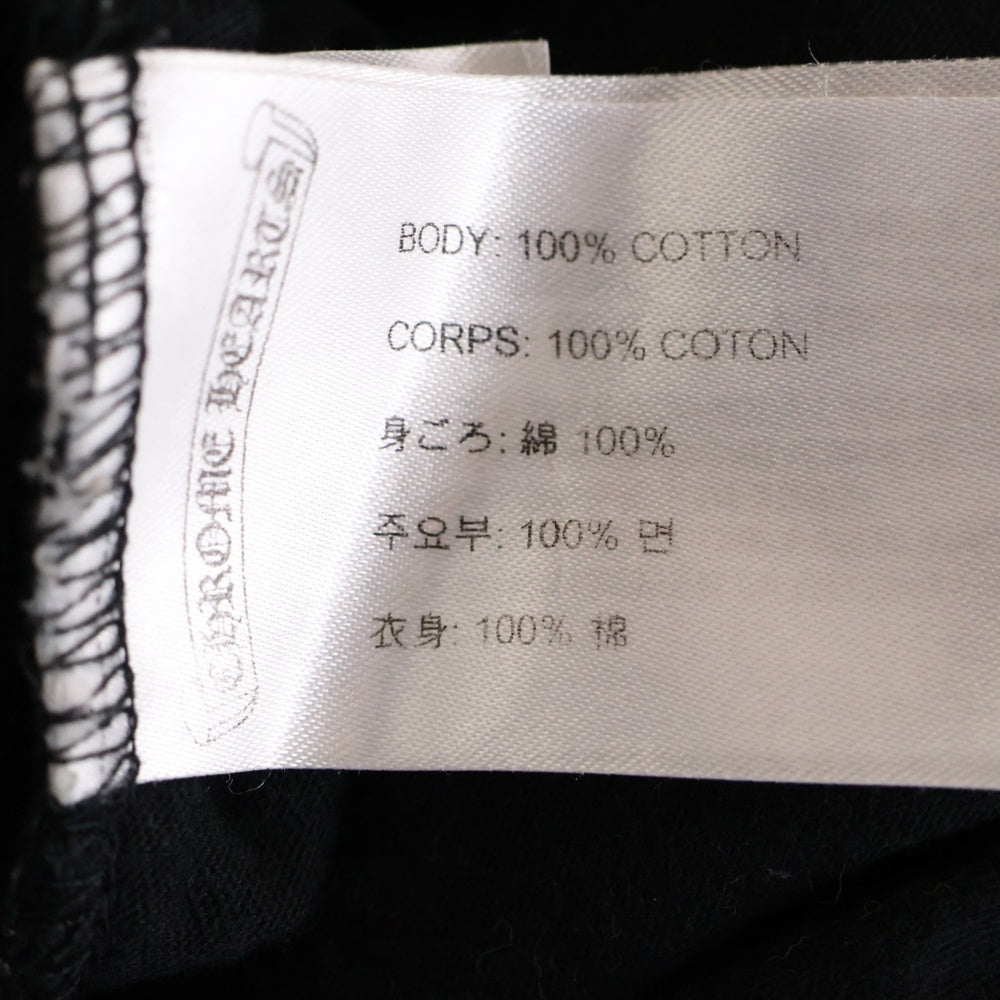 CHROME HEARTS
BODY: 100% COTTON
CORPS: 100% COTON
身ごろ: 綿 100%
주요부: 100% 면
衣身: 100% 棉